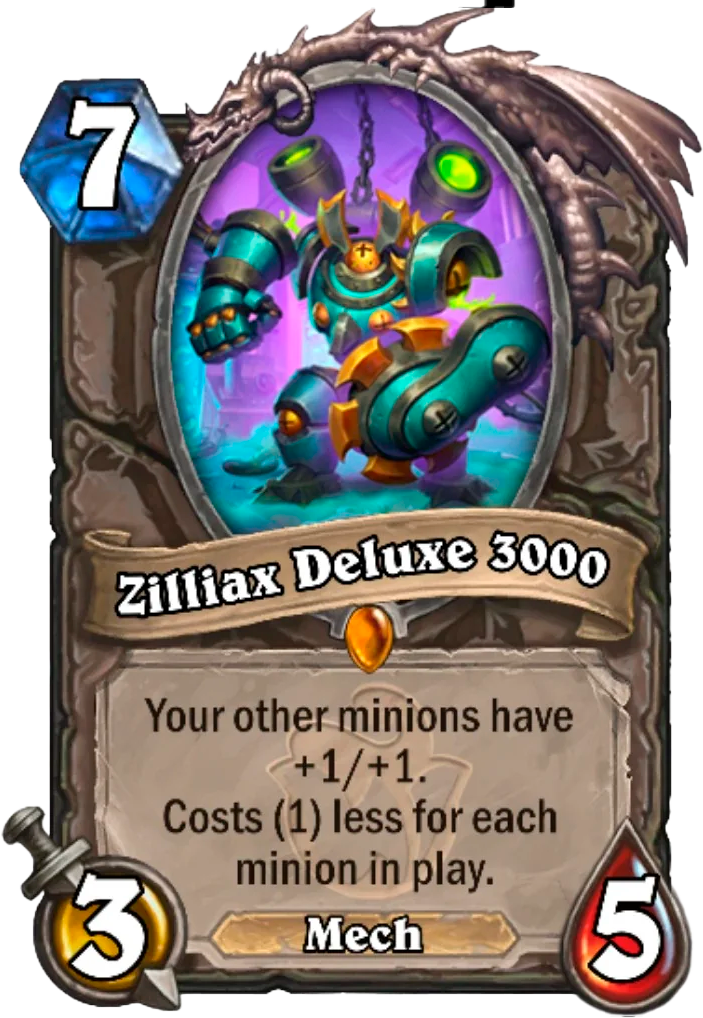 7
Zilliax Deluxe 3000
Your other minions have
+1/+1.
Costs (1) less for each
minion in play.
3
Mech
5